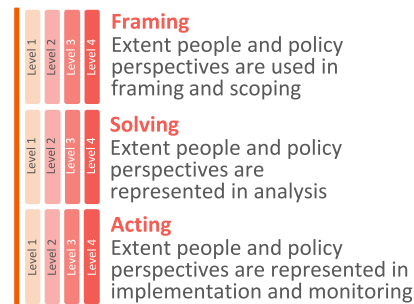 Level 1
Level 2
Level 3
Level 4
Framing
Extent people and policy
perspectives are used in
framing and scoping
Level 1
Level 2
Level 3
Level 4
Solving
Extent people and policy
perspectives are
represented in analysis
Level 1
Level 2
Level 3
Level 4
Acting
Extent people and policy
perspectives are represented in
implementation and monitoring